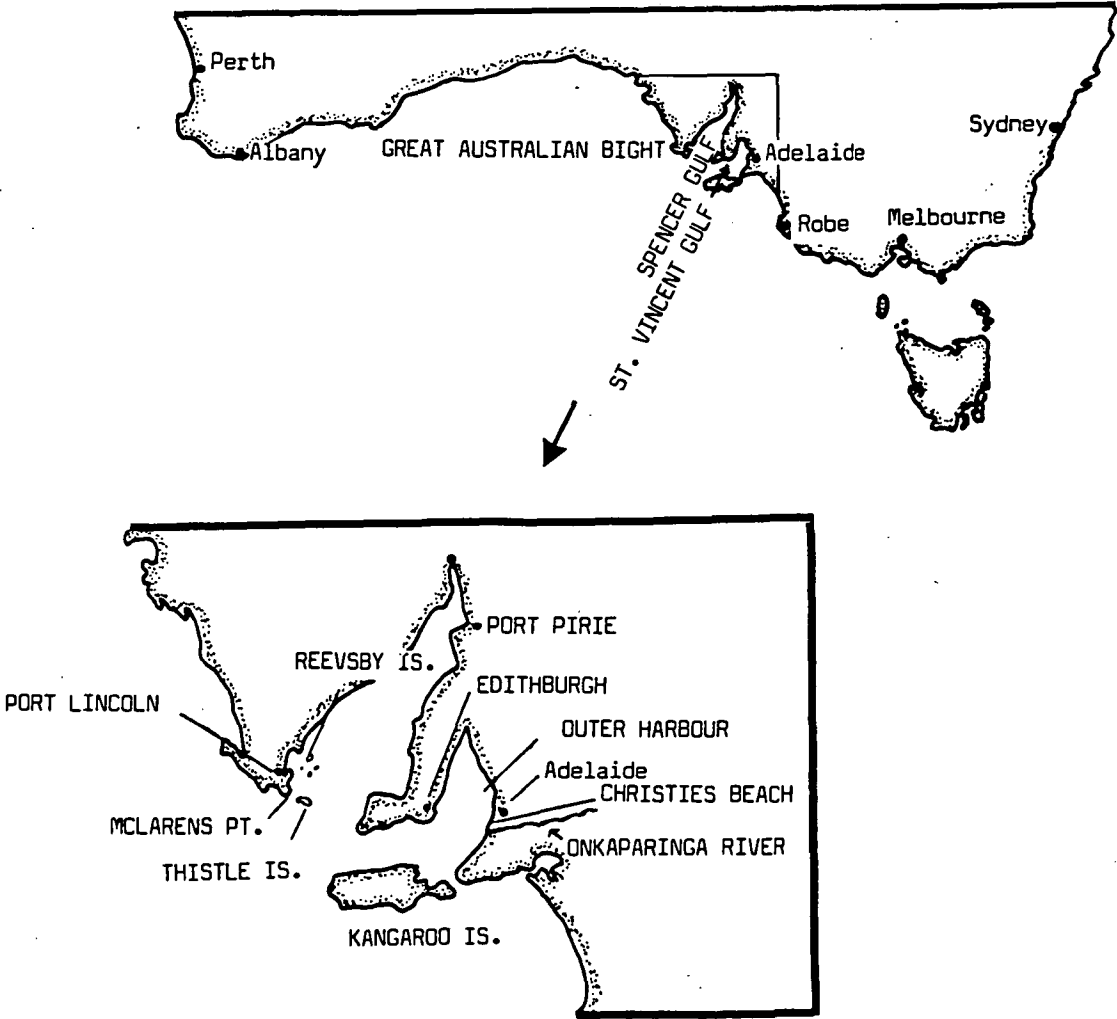 Perth
Sydney
Albany
GREAT AUSTRALIAN BIGHT
Adelaide
SPENCER GULF
ST. VINCENT GULF
Robe
Melbourne
PORT PIRIE
REEVSBY IS.
EDITHBURGH
PORT LINCOLN
OUTER HARBOUR
Adelaide
CHRISTIES BEACH
MCLARENS PT.
ONKAPARINGA RIVER
THISTLE IS.
KANGAROO IS.